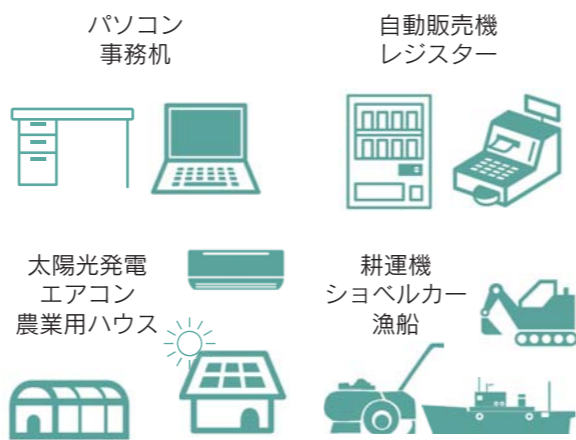 パソコン
事務机
自動販売機
レジスター
太陽光発電
エアコン
農業用ハウス
耕運機
ショベルカー
漁船